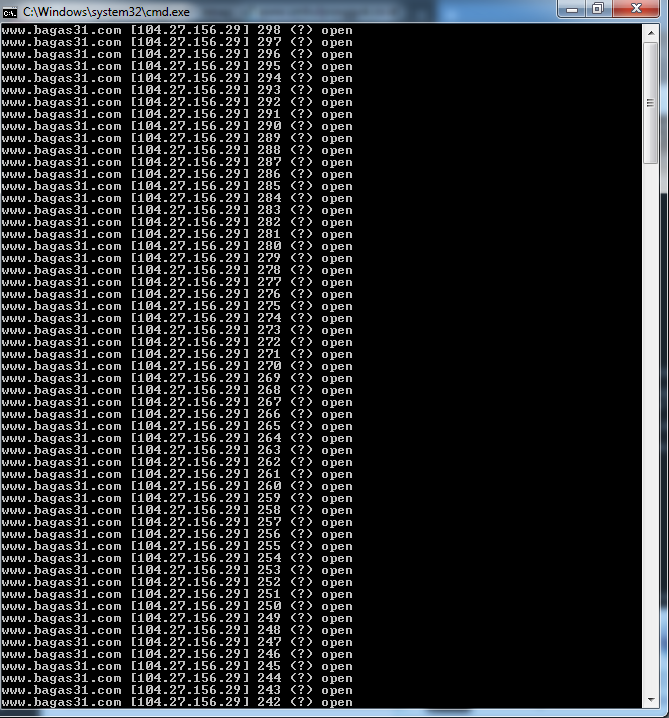 C:\Windows\system32\cmd.exe
www.bagas31.com [104.27.156.29] 298 (?) open
www.bagas31.com [104.27.156.29] 297 (?) open
www.bagas31.com [104.27.156.29] 296 (?) open
www.bagas31.com [104.27.156.29] 295 (?) open
www.bagas31.com [104.27.156.29] 294 (?) open
www.bagas31.com [104.27.156.29] 293 (?) open
www.bagas31.com [104.27.156.29] 292 (?) open
www.bagas31.com [104.27.156.29] 291 (?) open
www.bagas31.com [104.27.156.29] 290 (?) open
www.bagas31.com [104.27.156.29] 289 (?) open
www.bagas31.com [104.27.156.29] 288 (?) open
www.bagas31.com [104.27.156.29] 287 (?) open
www.bagas31.com [104.27.156.29] 286 (?) open
www.bagas31.com [104.27.156.29] 285 (?) open
www.bagas31.com [104.27.156.29] 284 (?) open
www.bagas31.com [104.27.156.29] 283 (?) open
www.bagas31.com [104.27.156.29] 282 (?) open
www.bagas31.com [104.27.156.29] 281 (?) open
www.bagas31.com [104.27.156.29] 280 (?) open
www.bagas31.com [104.27.156.29] 279 (?) open
www.bagas31.com [104.27.156.29] 278 (?) open
www.bagas31.com [104.27.156.29] 277 (?) open
www.bagas31.com [104.27.156.29] 276 (?) open
www.bagas31.com [104.27.156.29] 275 (?) open
www.bagas31.com [104.27.156.29] 274 (?) open
www.bagas31.com [104.27.156.29] 273 (?) open
www.bagas31.com [104.27.156.29] 272 (?) open
www.bagas31.com [104.27.156.29] 271 (?) open
www.bagas31.com [104.27.156.29] 270 (?) open
www.bagas31.com [104.27.156.29] 269 (?) open
www.bagas31.com [104.27.156.29] 268 (?) open
www.bagas31.com [104.27.156.29] 267 (?) open
www.bagas31.com [104.27.156.29] 266 (?) open
www.bagas31.com [104.27.156.29] 265 (?) open
www.bagas31.com [104.27.156.29] 264 (?) open
www.bagas31.com [104.27.156.29] 263 (?) open
www.bagas31.com [104.27.156.29] 262 (?) open
www.bagas31.com [104.27.156.29] 261 (?) open
www.bagas31.com [104.27.156.29] 260 (?) open
www.bagas31.com [104.27.156.29] 259 (?) open
www.bagas31.com [104.27.156.29] 258 (?) open
www.bagas31.com [104.27.156.29] 257 (?) open
www.bagas31.com [104.27.156.29] 256 (?) open
www.bagas31.com [104.27.156.29] 255 (?) open
www.bagas31.com [104.27.156.29] 254 (?) open
www.bagas31.com [104.27.156.29] 253 (?) open
www.bagas31.com [104.27.156.29] 252 (?) open
www.bagas31.com [104.27.156.29] 251 (?) open
www.bagas31.com [104.27.156.29] 250 (?) open
www.bagas31.com [104.27.156.29] 249 (?) open
www.bagas31.com [104.27.156.29] 248 (?) open
www.bagas31.com [104.27.156.29] 247 (?) open
www.bagas31.com [104.27.156.29] 246 (?) open
www.bagas31.com [104.27.156.29] 245 (?) open
www.bagas31.com [104.27.156.29] 244 (?) open
www.bagas31.com [104.27.156.29] 243 (?) open
www.bagas31.com [104.27.156.29] 242 (?) open